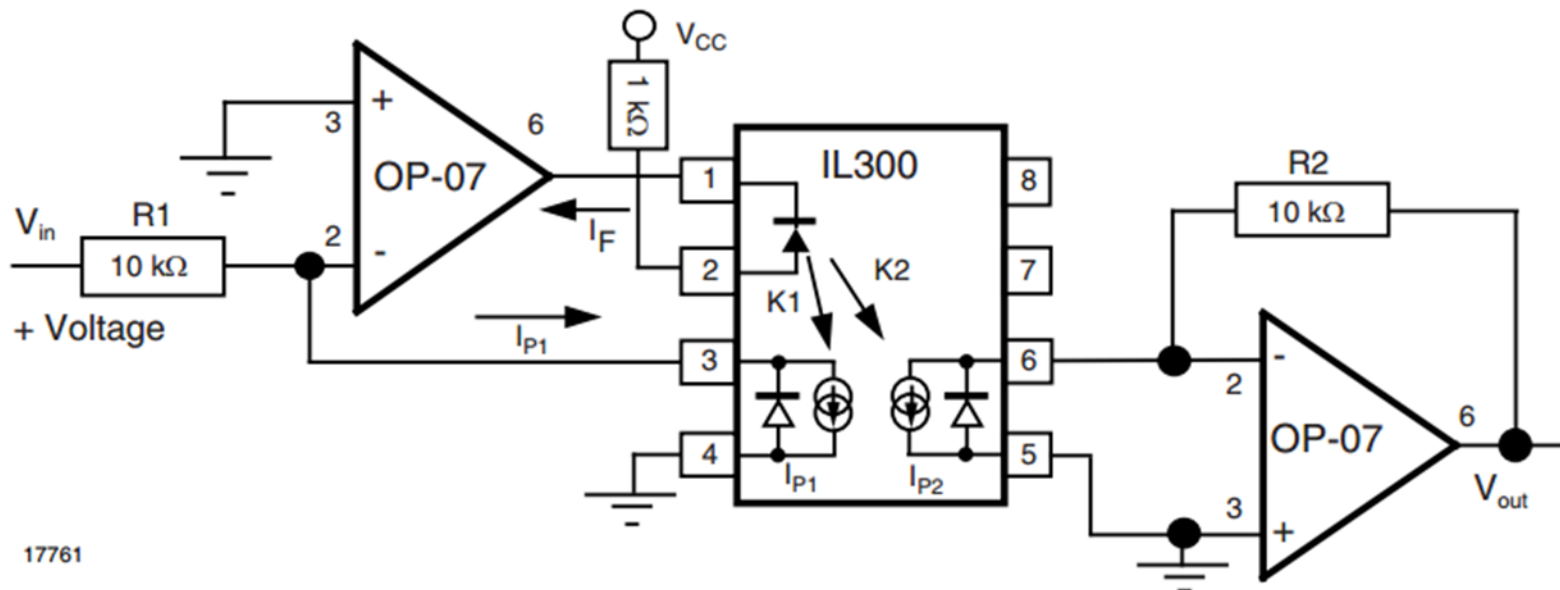 VCC
1 kΩ
+
3
6
OP-07
Vin
R1
10 kΩ
2
-
+ Voltage
IF
IP1
IL300
1
2
3
4
8
7
6
5
K1
K2
IP1
IP2
R2
10 kΩ
-
2
OP-07
6
3
+
Vout
17761